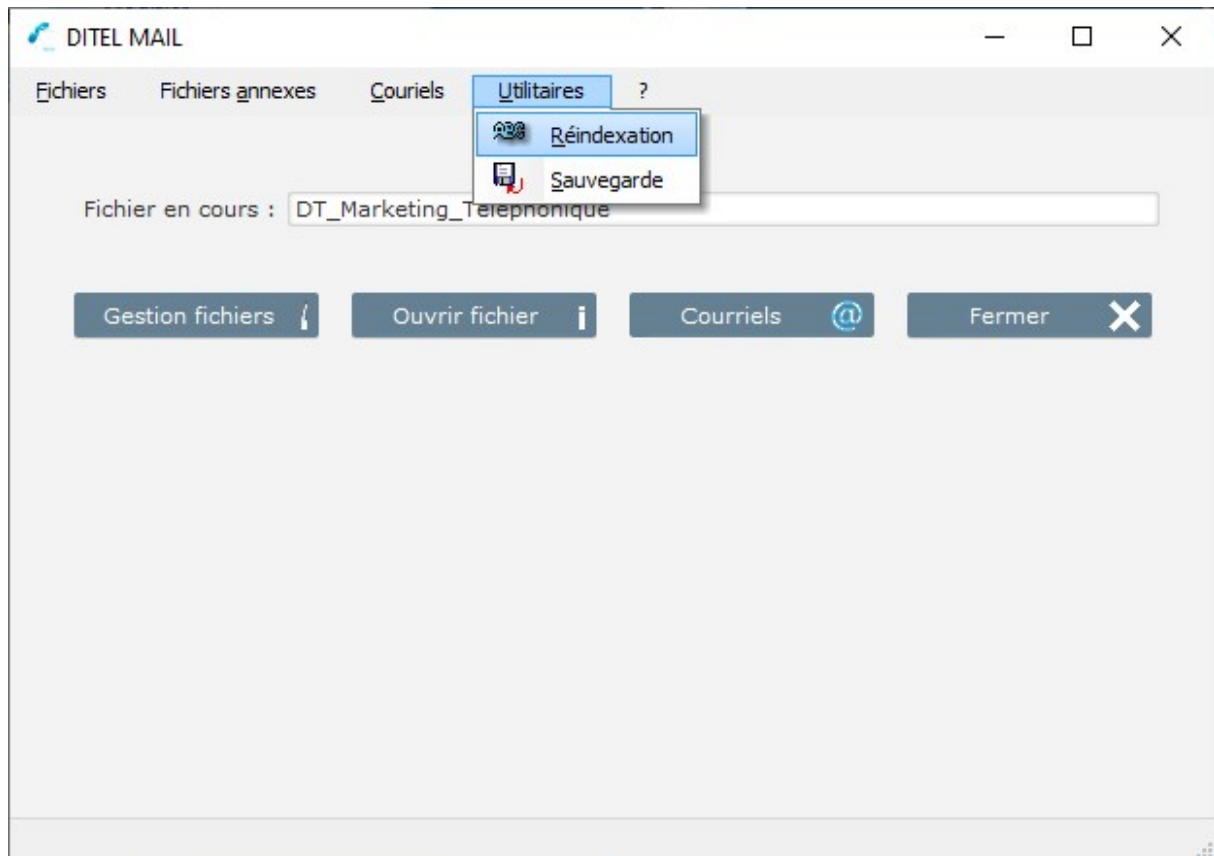 DITEL MAIL
Fichiers Fichiers annexes Couriels Utilitaires ?
Réindexation
Sauvegarde
Fichier en cours : DT_Marketing_Telephonique
Gestion fichiers Ouvrir fichier Courriels @ Fermer